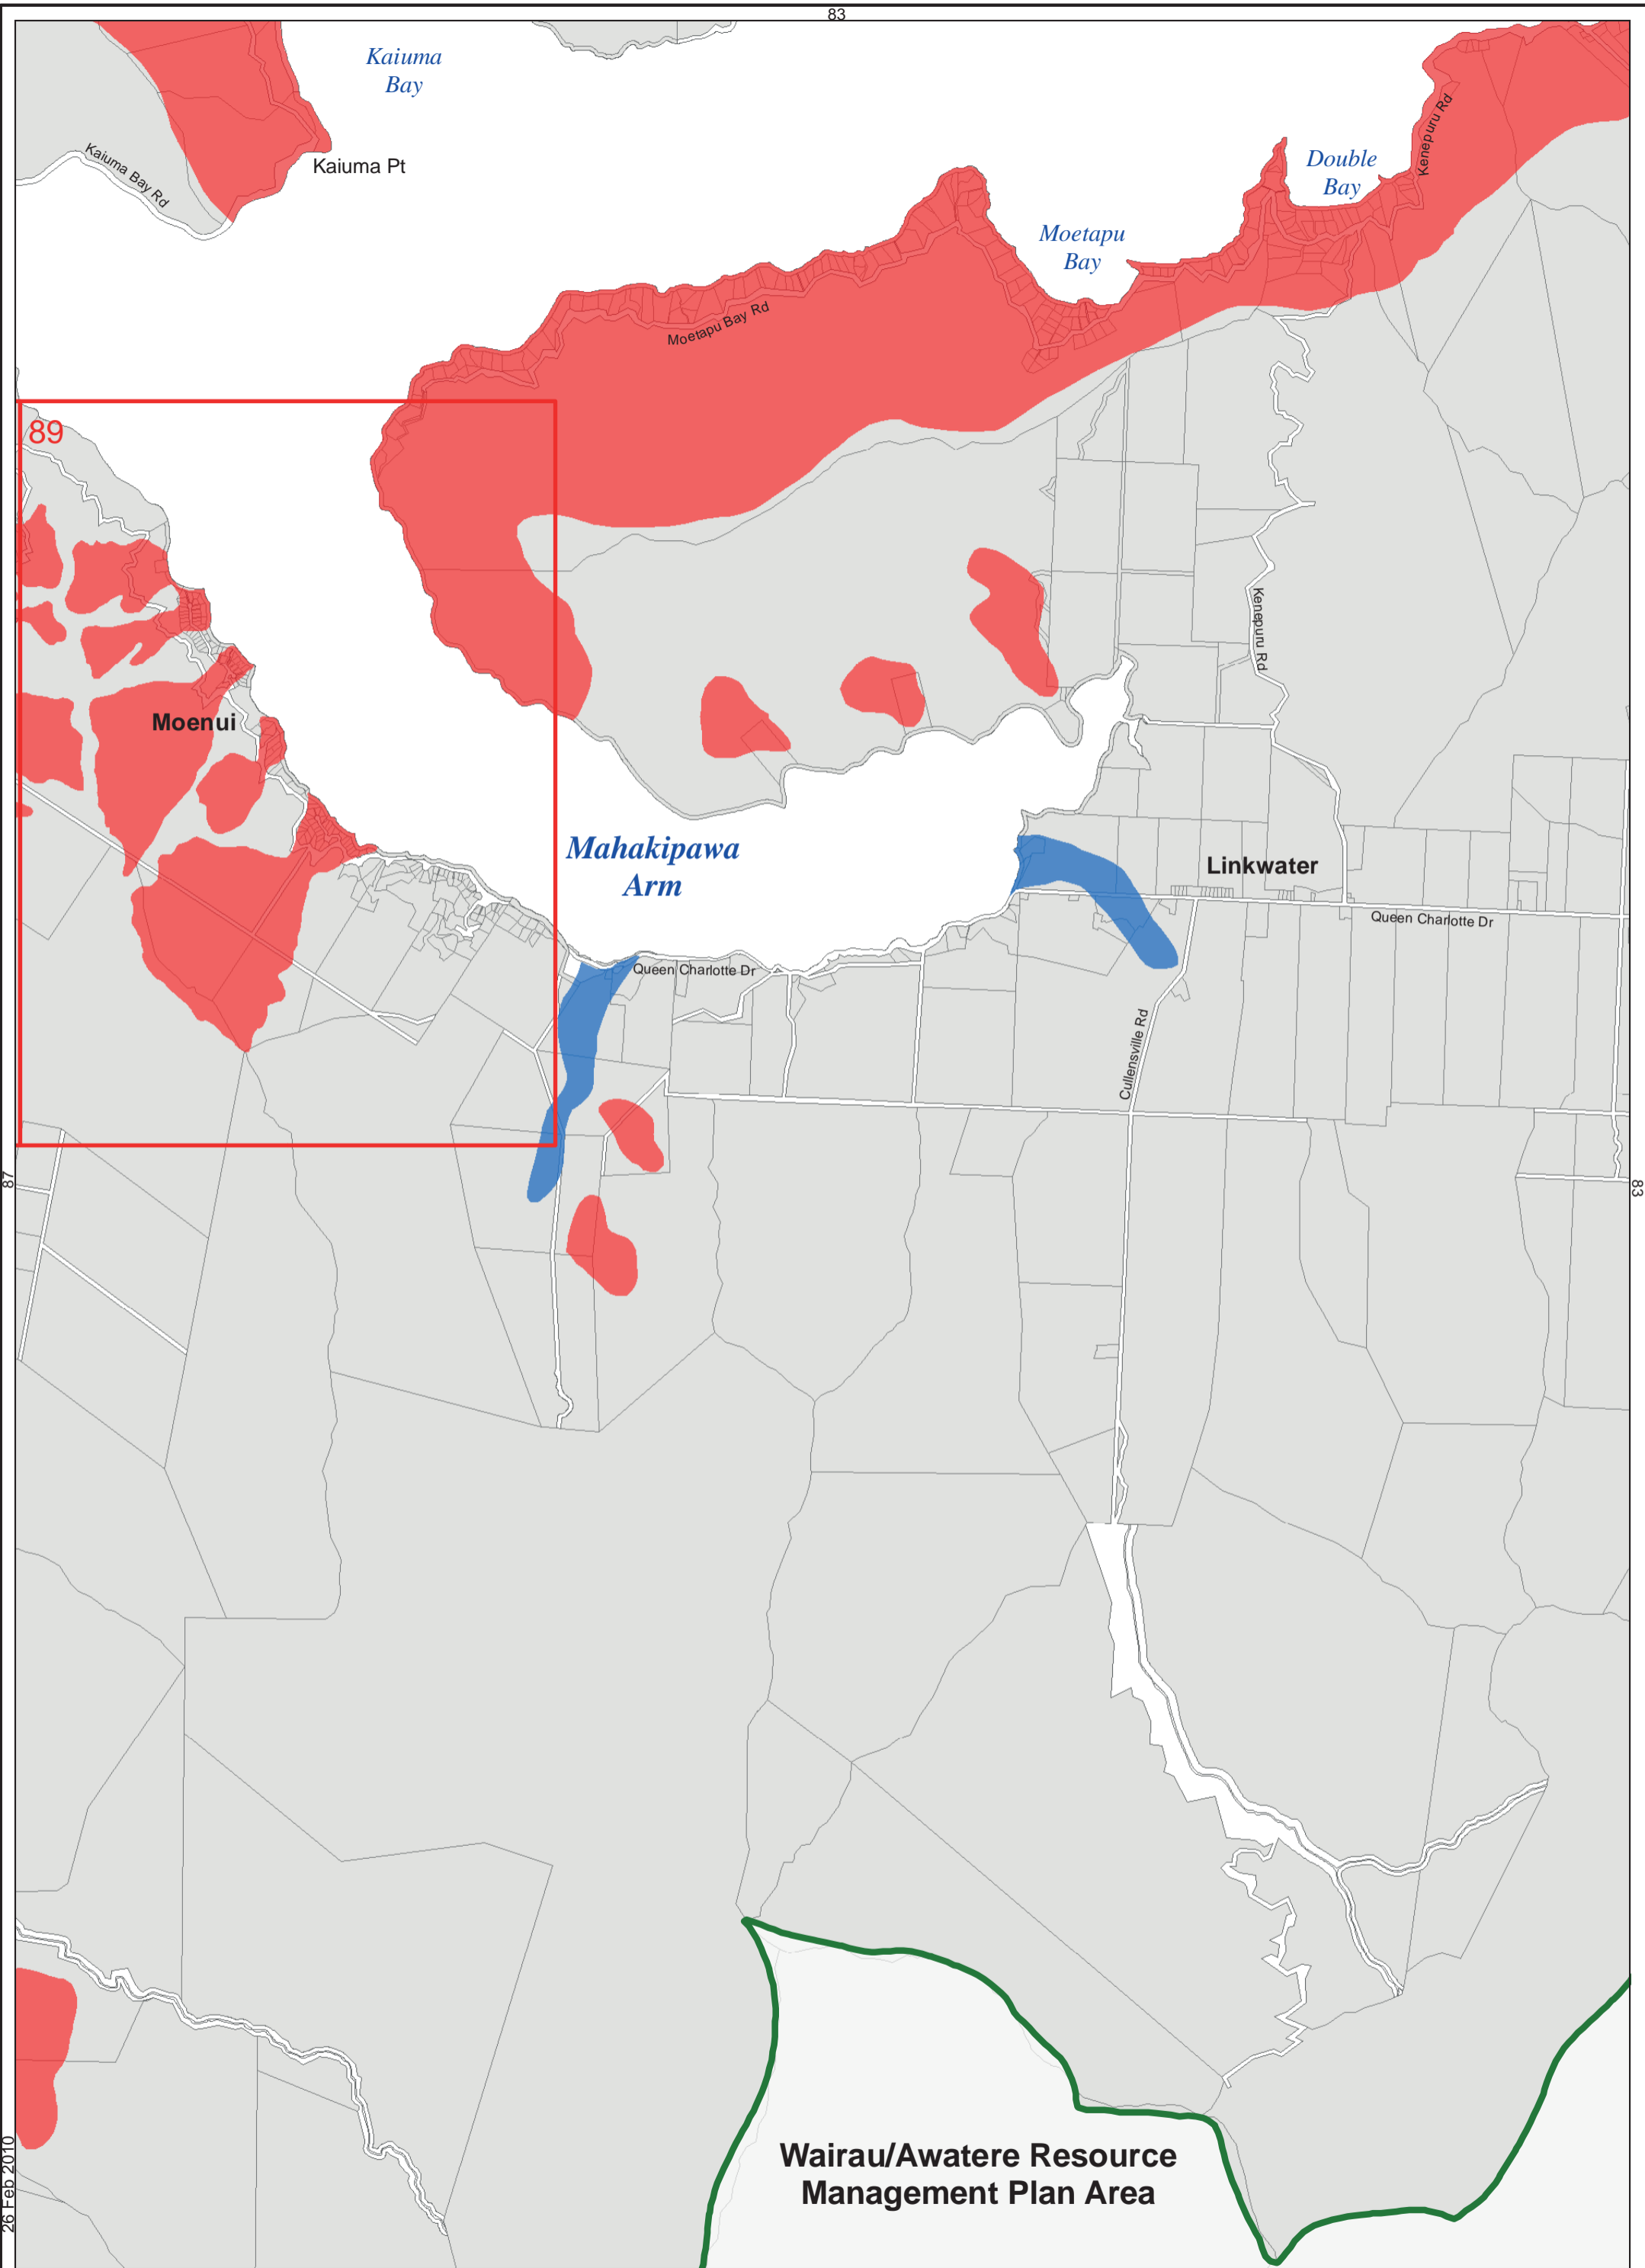 83
Kaiuma
Bay
Kaiuma Bay Rd
Kaiuma Pt
Kenepuru Rd
Double
Bay
Moetapu
Bay
Moetapu Bay Rd
89
Kenepuru Rd
Moenui
Mahakipawa
Arm
Linkwater
Queen Charlotte Dr
Queen Charlotte Dr
Cullensville Rd
87
83
Wairau/Awatere Resource
Management Plan Area
26 Feb 2010